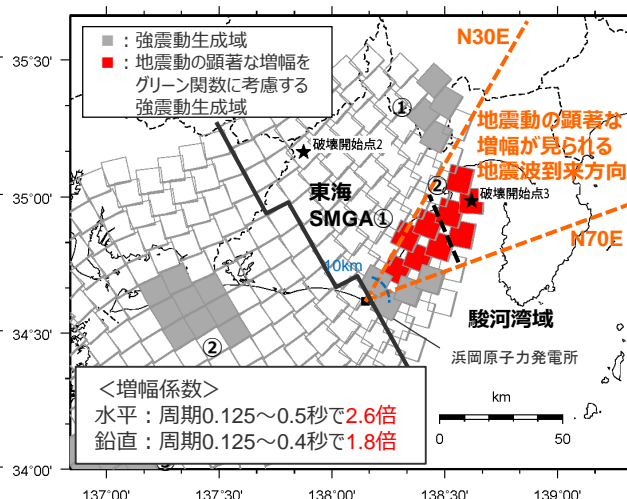 ■：強震動生成域
■：地震動の顕著な増幅を
グリーン関数に考慮する
強震動生成域
N30E
地震動の顕著な
増幅が見られる
地震波到来方向
N70E
①
★破壊開始点2
②
★破壊開始点3
東海
SMGA①
10km
駿河湾域
浜岡原子力発電所
②
＜増幅係数＞
水平：周期0.125～0.5秒で2.6倍
鉛直：周期0.125～0.4秒で1.8倍
km
0 50
35°30'
35°00'
34°30'
34°00'
137°00' 137°30' 138°00' 138°30' 139°00'